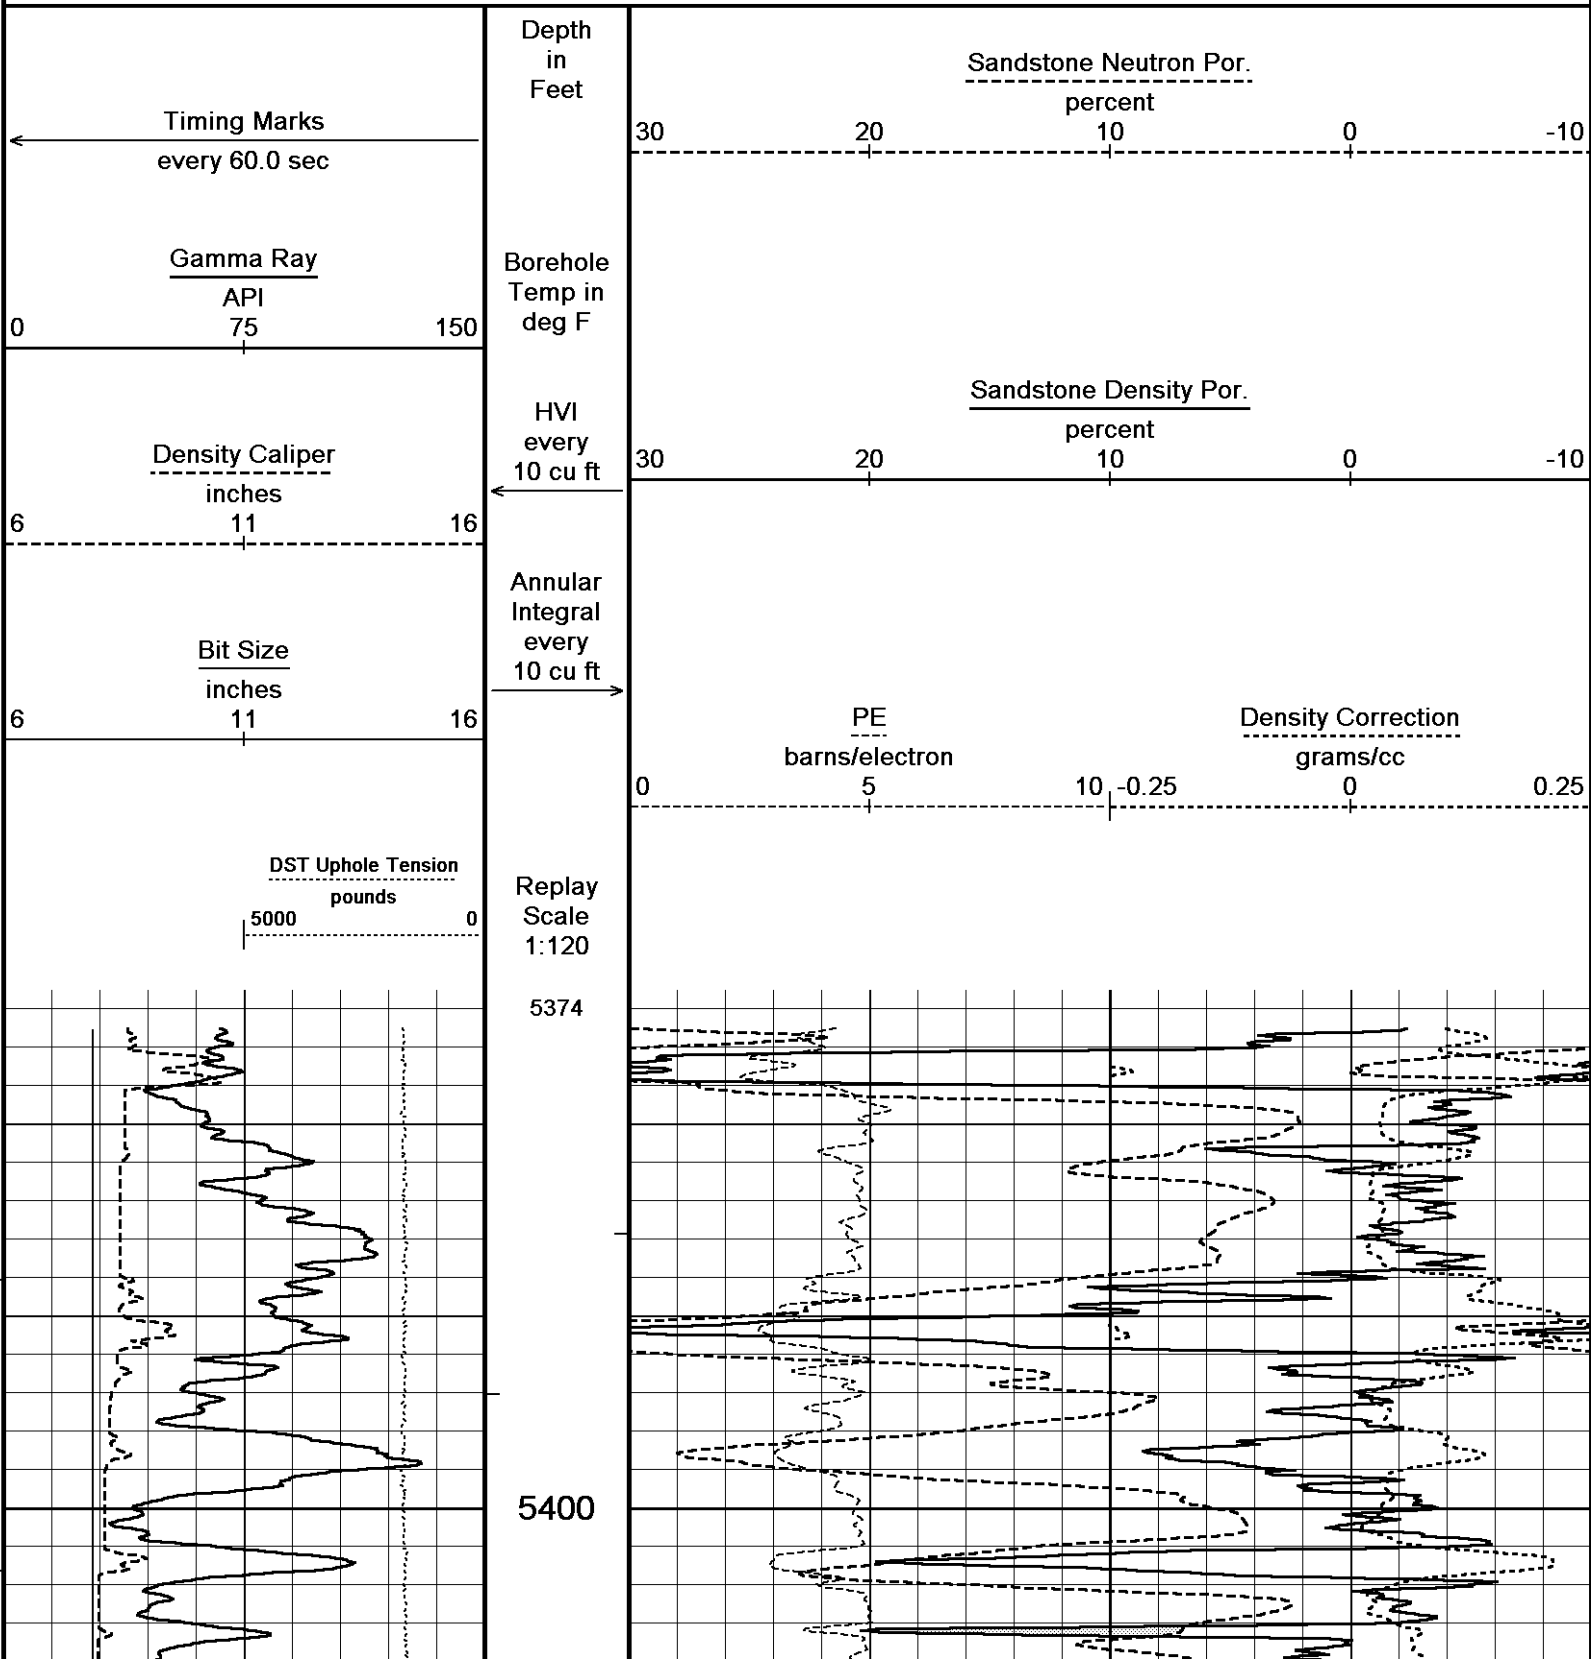 Timing Marks
every 60.0 sec
Gamma Ray
API
0 75 150
Density Caliper
inches
6 11 16
Bit Size
inches
6 11 16
DST Uphole Tension
pounds
5000 0
Depth
in
Feet
Borehole
Temp in
deg F
HVI
every
10 cu ft
Annular
Integral
every
10 cu ft
Replay
Scale
1:120
5374
5400
Sandstone Neutron Por.
percent
30 20 10 0 -10
Sandstone Density Por.
percent
30 20 10 0 -10
PE
barns/electron
0 5 10
Density Correction
grams/cc
-0.25 0 0.25